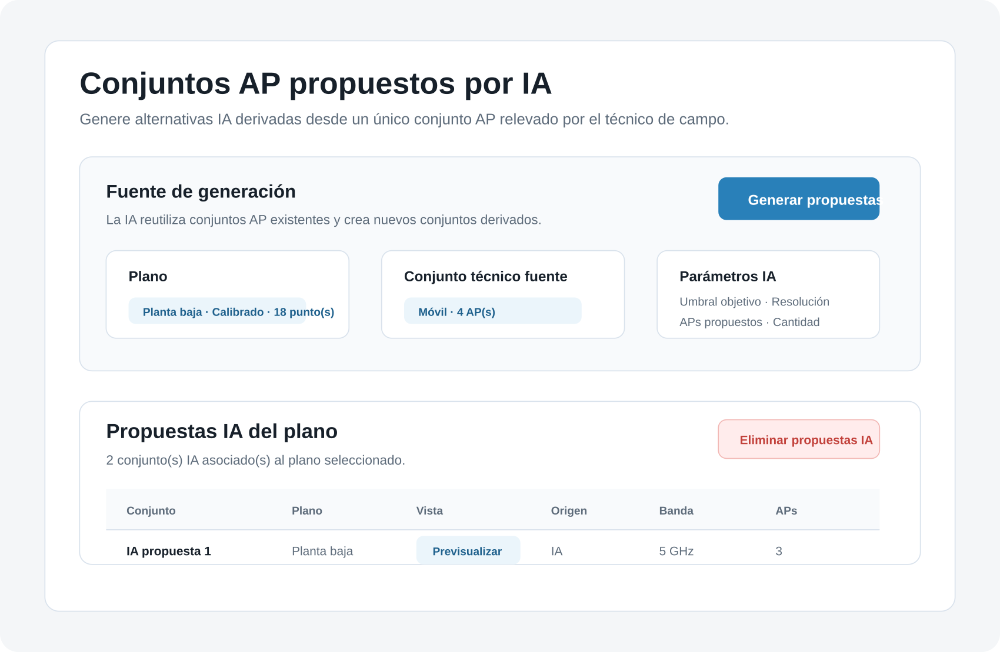 Conjuntos AP propuestos por IA
Genere alternativas IA derivadas desde un único conjunto AP relevado por el técnico de campo.
Fuente de generación
Generar propuestas
La IA reutiliza conjuntos AP existentes y crea nuevos conjuntos derivados.
Plano
Planta baja · Calibrado · 18 punto(s)
Conjunto técnico fuente
Móvil · 4 AP(s)
Parámetros IA
Umbral objetivo · Resolución
APs propuestos · Cantidad
Propuestas IA del plano
Eliminar propuestas IA
2 conjunto(s) IA asociado(s) al plano seleccionado.
Conjunto Plano Vista Origen Banda APs
IA propuesta 1 Planta baja Previsualizar IA 5 GHz 3